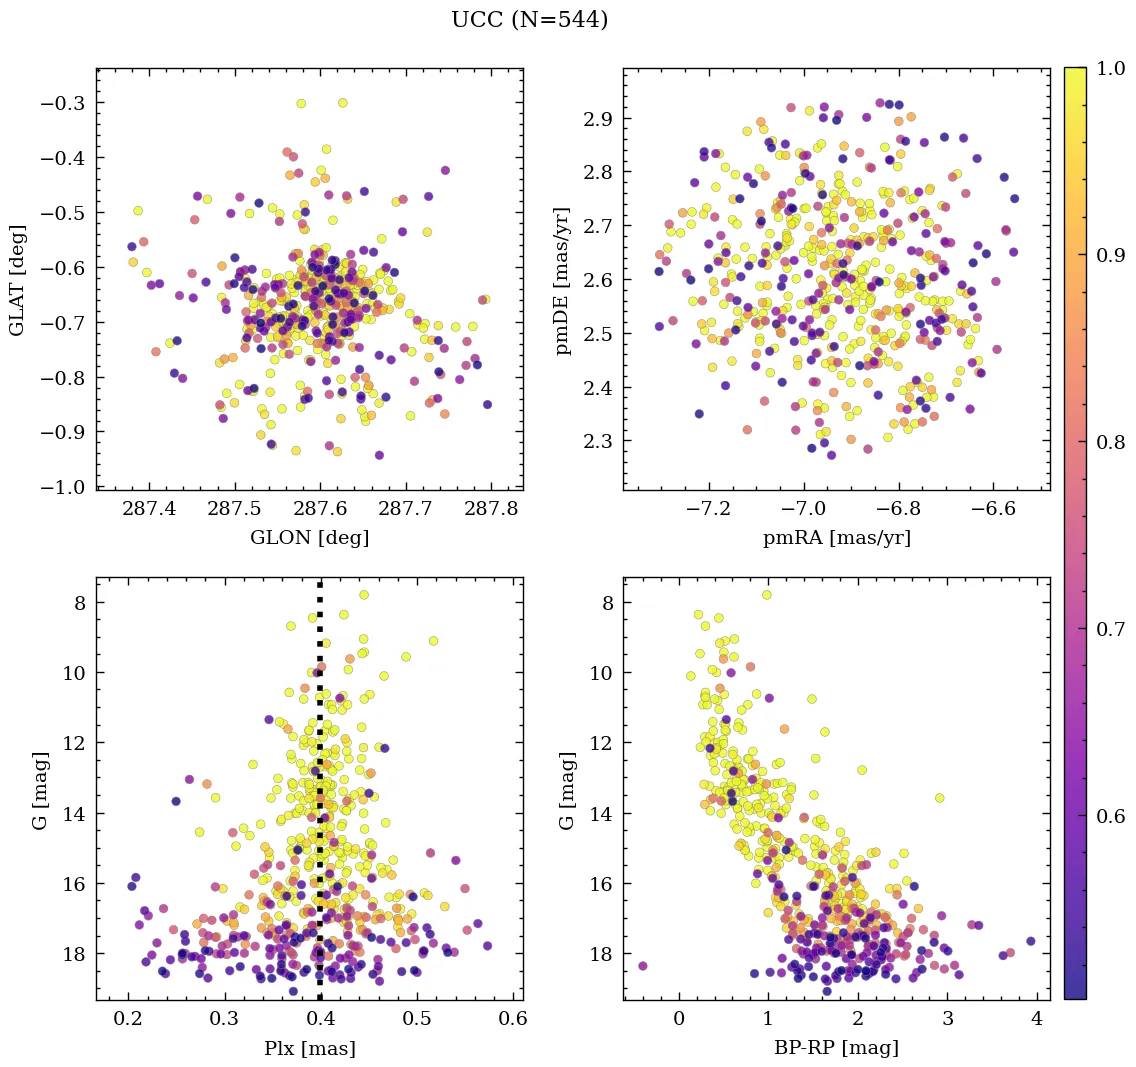 UCC (N=544)
−0.3
−0.4
−0.5
−0.6
−0.7
−0.8
−0.9
−1.0
GLAT [deg]
287.4 287.5 287.6 287.7 287.8
GLON [deg]
2.9
2.8
2.7
2.6
2.5
2.4
2.3
pmDE [mas/yr]
−7.2 −7.0 −6.8 −6.6
pmRA [mas/yr]
8
10
12
14
16
18
G [mag]
0.2 0.3 0.4 0.5 0.6
Plx [mas]
8
10
12
14
16
18
G [mag]
0 1 2 3 4
BP-RP [mag]
1.0
0.9
0.8
0.7
0.6